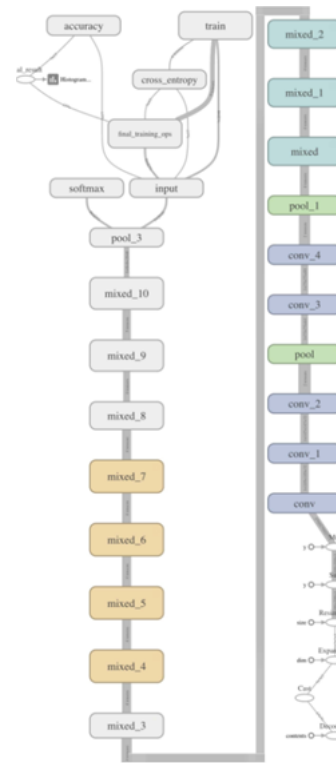 accuracy
train
cross_entropy
final_training_ops
softmax
input
pool_3
mixed_10
mixed_9
mixed_8
mixed_7
mixed_6
mixed_5
mixed_4
mixed_3
mixed_2
mixed_1
mixed
pool_1
conv_4
conv_3
pool
conv_2
conv_1
conv
Cast